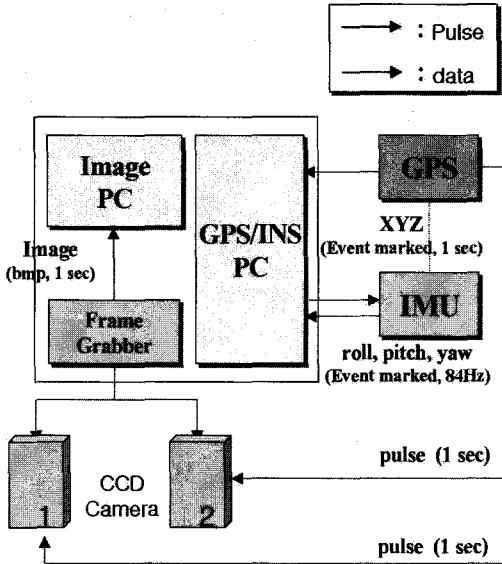 : Pulse
: data
Image
PC
GPS/INS
PC
GPS
XYZ
(Event marked, 1 sec)
Image
(bmp, 1 sec)
Frame
Grabber
IMU
roll, pitch, yaw
(Event marked, 84Hz)
CCD
Camera
1
2
pulse (1 sec)
pulse (1 sec)